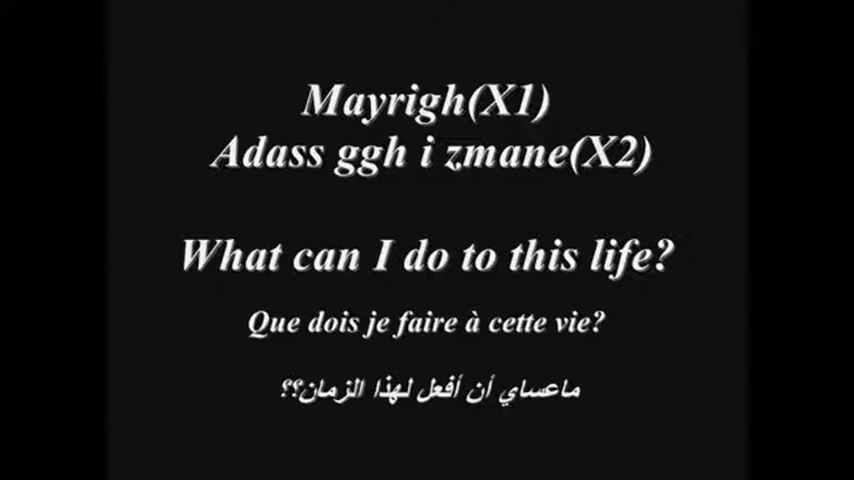 Mayrigh(X1)
Adass ggh i zmane(X2)
What can I do to this life?
Que dois je faire à cette vie?
ماعساي أن أفعل لهذا الزمان؟؟